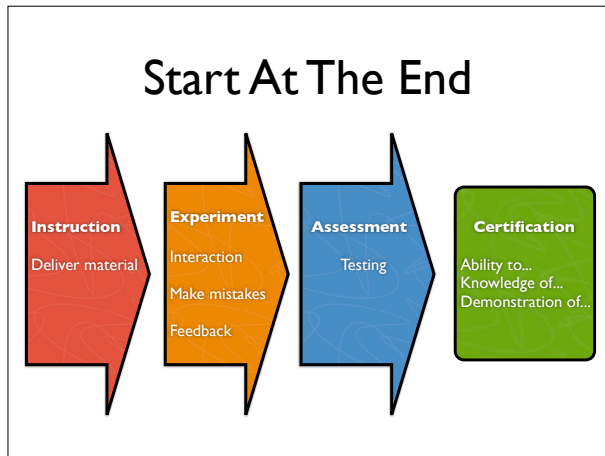 Start At The End
Instruction
Deliver material
Experiment
Interaction
Make mistakes
Feedback
Assessment
Testing
Certification
Ability to...
Knowledge of...
Demonstration of...